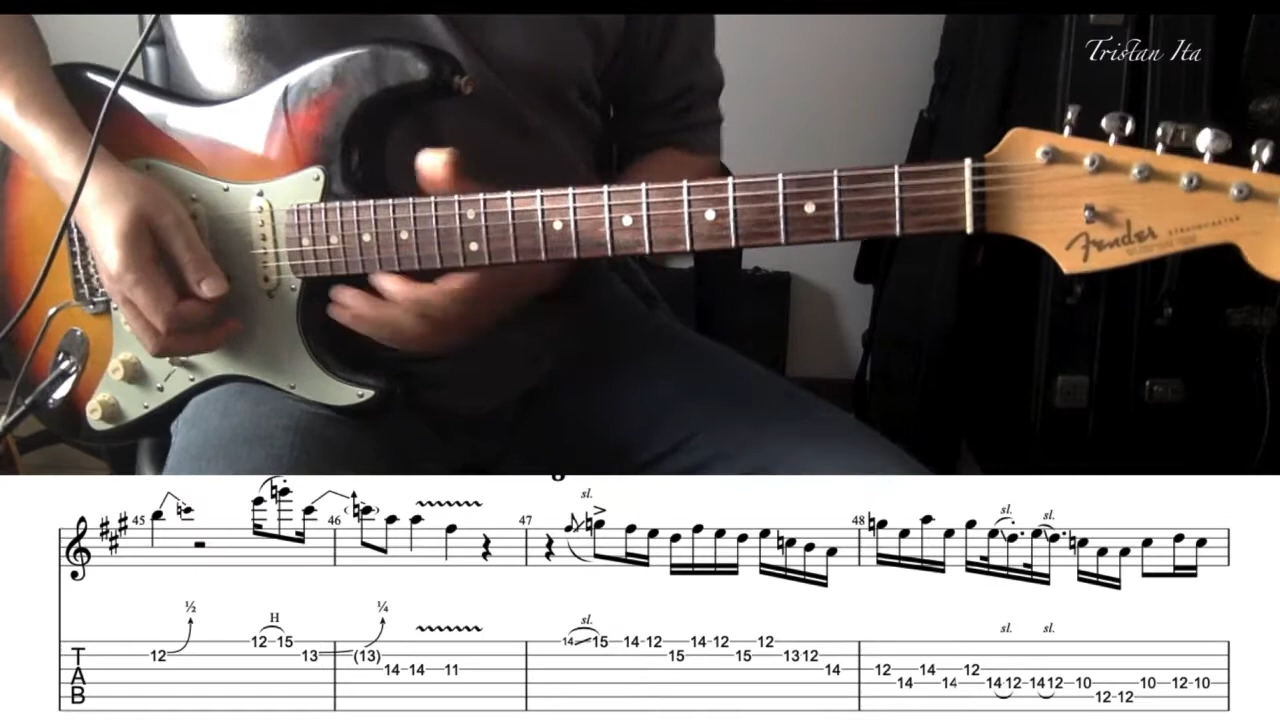 Tristan Ita
Fender STRATOCASTER
45 46 47 sl. 48 sl. sl.
½ H ¼ sl. sl. sl.
12 15 14 15 14 12 14 12 12
T 12 13 (13) 15 15 13 12
A 14 14 11 14 12 14 12
B 14 14 14 12 14 12 10 10 12 10
12 12